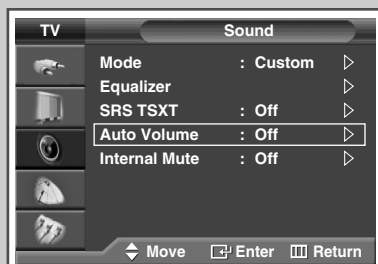 TV Sound
Mode : Custom
Equalizer
SRS TSXT : Off
Auto Volume : Off
Internal Mute : Off
Move Enter Return